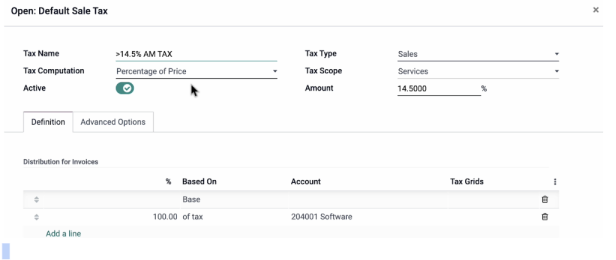 Open: Default Sale Tax
×
Tax Name >14.5% AM TAX Tax Type Sales
Tax Computation Percentage of Price Tax Scope Services
Active Amount 14.5000 %
Definition Advanced Options
Distribution for Invoices
% Based On Account Tax Grids
Base
100.00 of tax 204001 Software
Add a line